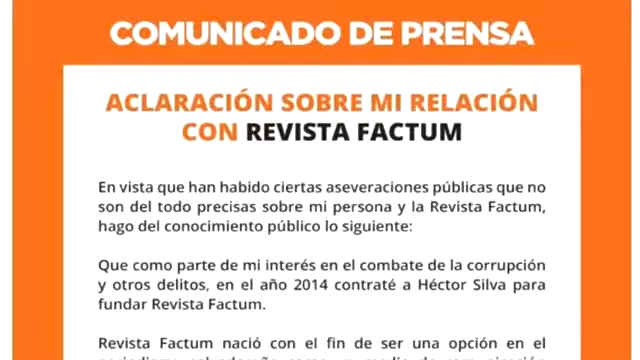 COMUNICADO DE PRENSA
ACLARACIÓN SOBRE MI RELACIÓN
CON REVISTA FACTUM
En vista que han habido ciertas aseveraciones públicas que no
son del todo precisas sobre mi persona y la Revista Factum,
hago del conocimiento público lo siguiente:
Que como parte de mi interés en el combate de la corrupción
y otros delitos, en el año 2014 contraté a Héctor Silva para
fundar Revista Factum.
Revista Factum nació con el fin de ser una opción en el